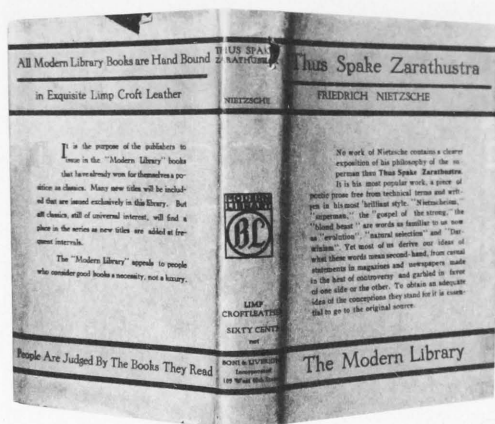 All Modern Library Books are Hand Bound
in Exquisite Limp Croft Leather
It is the purpose of the publishers to
issue in the "Modern Library" books
that have already won for themselves a po-
sition as classics. Many new titles will be includ-
ed that are issued exclusively in this library. But
all classics, still of universal interest, will find a
place in the series as new titles are added at fre-
quent intervals.
The "Modern Library" appeals to people
who consider good books a necessity, not a luxury.
People Are Judged By The Books They Read
THUS SPAKE
ZARATHUSTRA
NIETZSCHE
MODERN
LIBRARY
BL
LIMP
CROFTLEATHER
SIXTY CENTS
net
BONI & LIVERIGHT
Incorporated
Thus Spake Zarathustra
FRIEDRICH NIETZSCHE
No work of Nietzsche contains a clearer
exposition of his philosophy of the su-
perman then Thus Spake Zarathustra.
It is his most popular work, a piece of
poetic prose free from technical terms and writ-
ten in his most brilliant style. "Nietzscheism,"
"superman," the "gospel of the strong," the
"blond beast" are words as familiar to us now
as "evolution", "natural selection" and "Dar-
winism". Yet most of us derive our ideas of
what these words mean second-hand, from casual
statements in magazines and newspapers made
in the heat of controversy and garbled in favor
of one side or the other. To obtain an adequate
idea of the conceptions they stand for it is essen-
tial to go to the original source.
The Modern Library